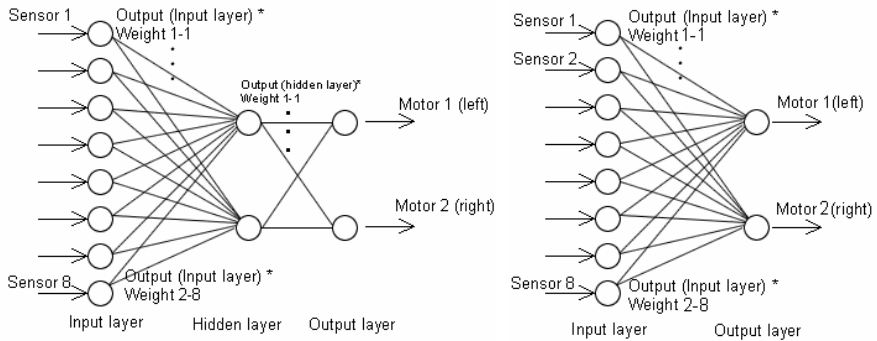 Sensor 1
Output (Input layer) *
Weight 1-1
Output (hidden layer)*
Weight 1-1
Motor 1 (left)
Motor 2 (right)
Sensor 8
Output (Input layer) *
Weight 2-8
Input layer
Hidden layer
Output layer
Sensor 1
Output (Input layer) *
Weight 1-1
Sensor 2
Motor 1(left)
Motor 2(right)
Sensor 8
Output (Input layer) *
Weight 2-8
Input layer
Output layer